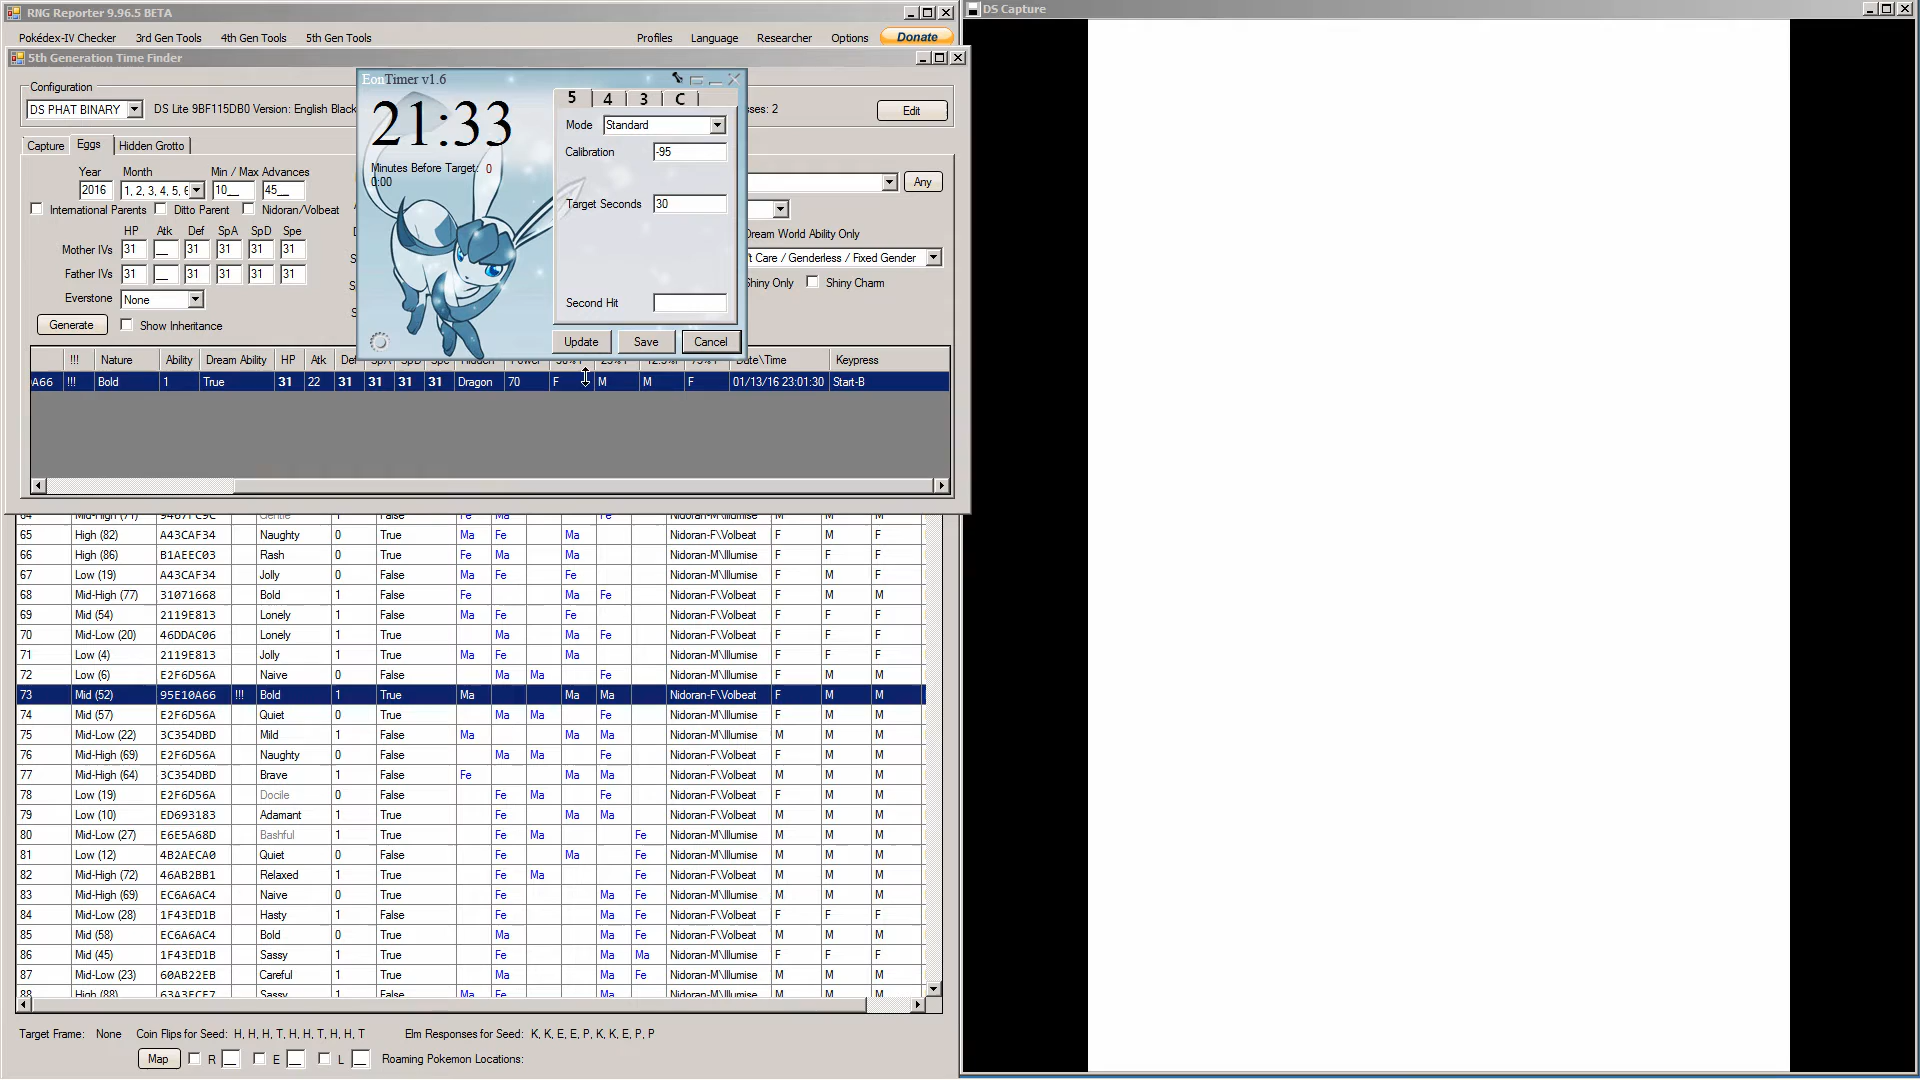 RNG Reporter 9.96.5 BETA
DS Capture
Pokédex-IV Checker 3rd Gen Tools 4th Gen Tools 5th Gen Tools Profiles Language Researcher Options Donate
5th Generation Time Finder
Configuration
DS PHAT BINARY DS Lite 9BF115DB0 Version: English Black
2
Edit
Capture Eggs Hidden Grotto
Year Month Min / Max Advances
2016 1, 2, 3, 4, 5, 10__ 45__
Any
International Parents Ditto Parent Nidoran/Volbeat
HP Atk Def SpA SpD Spe
Dream World Ability Only
Mother IVs 31 __ 31 31 31 31
Care / Genderless / Fixed Gender
Father IVs 31 __ 31 31 31 31
Shiny Charm
Everstone None
Generate Show Inheritance
EonTimer v1.6
21:33
Minutes Before Target: 0
0:00
5 4 3 C
Mode Standard
Calibration -95
Target Seconds 30
Second Hit
Update Save Cancel
!!! Nature Ability Dream Ability HP Atk Keypress
A66 !!! Bold 1 True 31 22 31 31 31 31 Dragon 70 F M M F 01/13/16 23:01:30 Start-B
65 High (82) A43CAF34 Naughty 0 True Ma Fe Ma Nidoran-F\Volbeat F M F
66 High (86) B1AEEC03 Rash 0 True Fe Ma Ma Nidoran-M\Illumise F F F
67 Low (19) A43CAF34 Jolly 0 False Ma Fe Fe Nidoran-M\Illumise F M F
68 Mid-High (77) 31071668 Bold 1 False Fe Ma Fe Nidoran-F\Volbeat F F F
69 Mid (54) 2119E813 Lonely 1 False Ma Fe Fe Nidoran-F\Volbeat F F F
70 Mid-Low (20) 46DDAC06 Lonely 1 True Ma Ma Fe Nidoran-M\Illumise F F F
71 Low (4) 2119E813 Jolly 1 True Ma Fe Ma Nidoran-M\Illumise F F F
72 Low (6) E2F6D56A Naive 0 False Ma Ma Fe Nidoran-M\Illumise F M M
73 Mid (52) 95E10A66 !!! Bold 1 True Ma Ma Ma Nidoran-F\Volbeat F M M
74 Mid (57) E2F6D56A Quiet 0 True Ma Ma Fe Nidoran-M\Illumise F M M
75 Mid-Low (22) 3C354DBD Mild 1 False Ma Ma Ma Nidoran-M\Illumise M M M
76 Mid-High (69) E2F6D56A Naughty 0 True Ma Ma Fe Nidoran-F\Volbeat F M M
77 Mid-High (64) 3C354DBD Brave 1 False Fe Ma Ma Nidoran-F\Volbeat M M M
78 Low (19) E2F6D56A Docile 0 False Fe Ma Fe Nidoran-F\Volbeat F M M
79 Low (10) ED693183 Adamant 1 True Fe Ma Ma Nidoran-F\Volbeat M M M
80 Mid-Low (27) E6E5A68D Bashful 1 True Fe Ma Fe Nidoran-M\Illumise M M M
81 Low (12) 4B2AECA0 Quiet 0 False Fe Ma Fe Nidoran-M\Illumise M M M
82 Mid-High (72) 46AB2BB1 Relaxed 1 True Fe Ma Fe Nidoran-F\Volbeat M M M
83 Mid-High (69) EC6A6AC4 Naive 0 True Fe Ma Fe Nidoran-M\Illumise M M M
84 Mid-Low (28) 1F43ED1B Hasty 1 False Fe Ma Fe Nidoran-F\Volbeat F F F
85 Mid (58) EC6A6AC4 Bold 0 True Ma Ma Fe Nidoran-F\Volbeat M M M
86 Mid (45) 1F43ED1B Sassy 1 True Fe Ma Ma Nidoran-M\Illumise F F F
87 Mid-Low (23) 60AB22EB Careful 1 True Ma Ma Fe Nidoran-M\Illumise M M M
Target Frame: None Coin Flips for Seed: H, H, H, T, H, H, T, H, H, T Elm Responses for Seed: K, K, E, E, P, K, K, E, P, P
Map R __ E __ L __ Roaming Pokemon Locations: